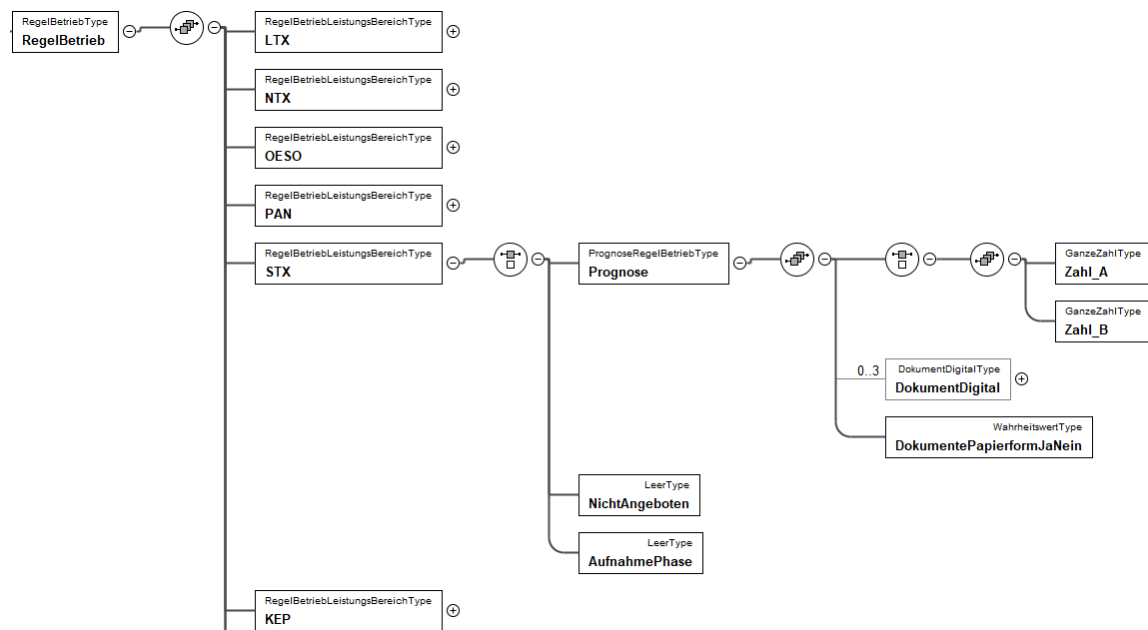 RegelBetriebType
RegelBetrieb
RegelBetriebLeistungsBereichType
LTX
RegelBetriebLeistungsBereichType
NTX
RegelBetriebLeistungsBereichType
OESO
RegelBetriebLeistungsBereichType
PAN
RegelBetriebLeistungsBereichType
STX
PrognoseRegelBetriebType
Prognose
GanzeZahlType
Zahl_A
GanzeZahlType
Zahl_B
0..3
DokumentDigitalType
DokumentDigital
WahrheitswertType
DokumentePapierformJaNein
LeerType
NichtAngeboten
LeerType
AufnahmePhase
RegelBetriebLeistungsBereichType
KEP